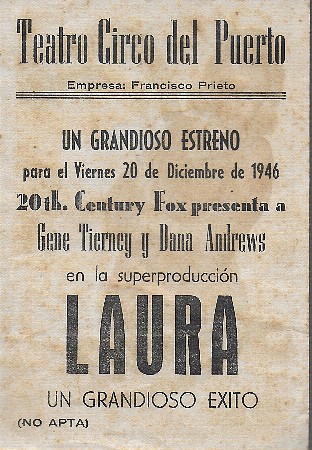 Teatro Circo del Puerto
Empresa: Francisco Prieto
UN GRANDIOSO ESTRENO
para el Viernes 20 de Diciembre de 1946
20th. Century Fox presenta a
Gene Tierney y Dana Andrews
en la superproducción
LAURA
UN GRANDIOSO EXITO
(NO APTA)